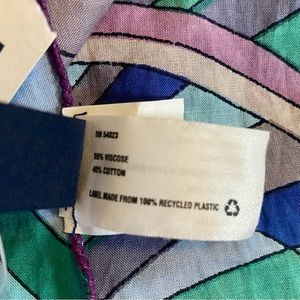 RN 54023
55% VISCOSE
45% COTTON
LABEL MADE FROM 100% RECYCLED PLASTIC